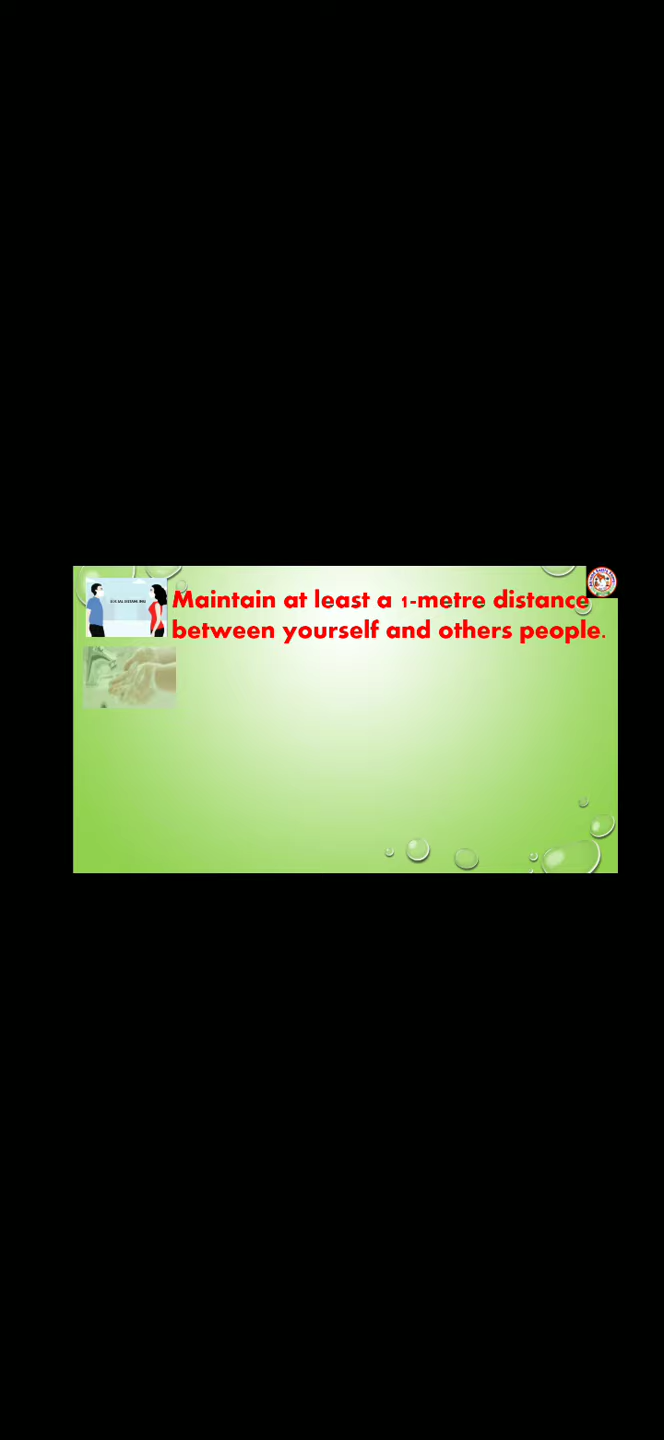 Maintain at least a 1-metre distance
between yourself and others people.